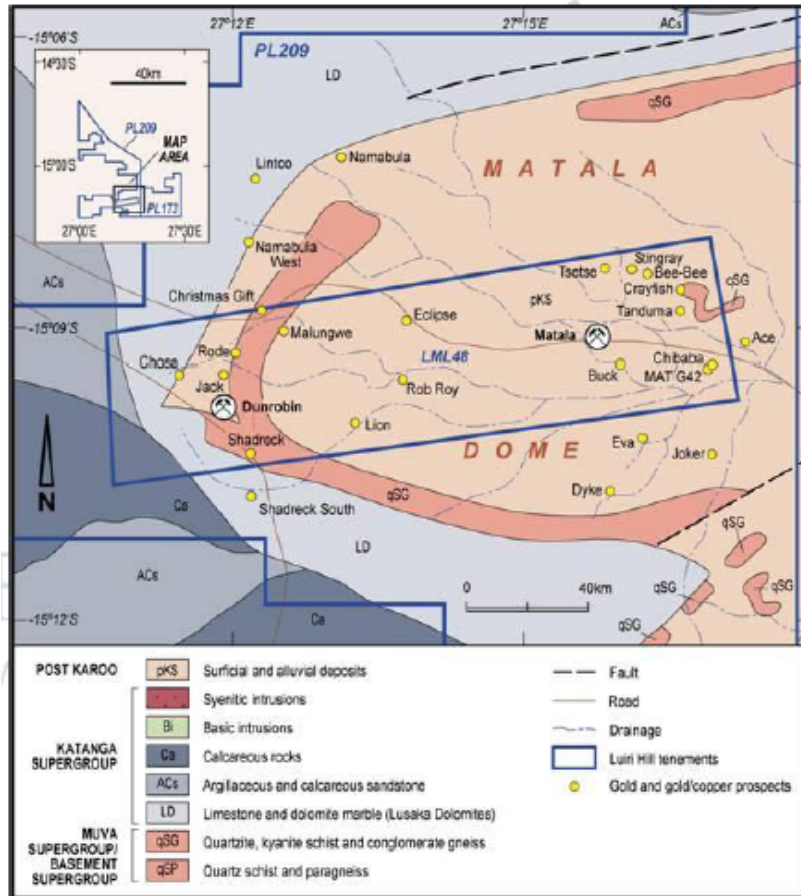 27°12'E
27°15'E
ACs
-15°06'S
PL209
14°30'S
40km
LD
qSG
PL209
MAP
AREA
15°00'S
PL173
27°00'E
27°30'E
Lintco
Namabula
MATALA
Namabula
West
Tsetse
Stingray
Bee-Bee
Crayfish
qSG
ACs
pKS
Christmas Gift
Tanduma
-15°09'S
Malungwe
Eclipse
Matala
Ace
Rode
LML48
Chibaba
Chosa
Jack
Rob Roy
Buck
MAT G42
Dunrobin
Lion
N
Shadreck
DOME
Eva
Joker
qSG
Dyke
Ca
Shadreck South
qSG
LD
ACs
0
40km
qSG
qSG
-15°12'S
Ca
qSG
POST KAROO
pKS
Surficial and alluvial deposits
Fault
Syenitic intrusions
Road
KATANGA
SUPERGROUP
Bi
Basic intrusions
Drainage
Ca
Calcareous rocks
Luiri Hill tenements
ACs
Argillaceous and calcareous sandstone
Gold and gold/copper prospects
LD
Limestone and dolomite marble (Lusaka Dolomites)
MUVA
SUPERGROUP/
BASEMENT
SUPERGROUP
qSG
Quartzite, kyanite schist and conglomerate gneiss
qSP
Quartz schist and paragneiss